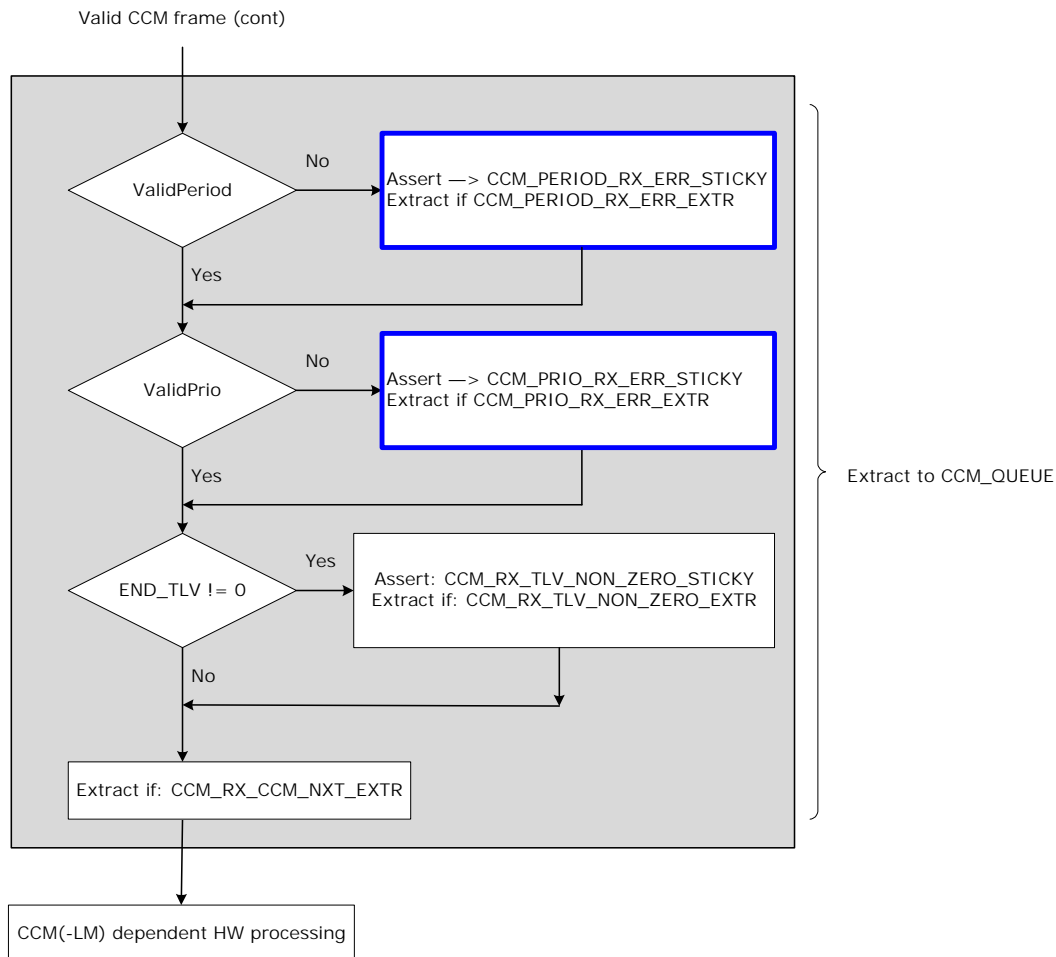 Valid CCM frame (cont)
ValidPeriod
No
Assert —> CCM_PERIOD_RX_ERR_STICKY
Extract if CCM_PERIOD_RX_ERR_EXTR
Yes
ValidPrio
No
Assert —> CCM_PRIO_RX_ERR_STICKY
Extract if CCM_PRIO_RX_ERR_EXTR
Yes
Extract to CCM_QUEUE
END_TLV != 0
Yes
Assert: CCM_RX_TLV_NON_ZERO_STICKY
Extract if: CCM_RX_TLV_NON_ZERO_EXTR
No
Extract if: CCM_RX_CCM_NXT_EXTR
CCM(-LM) dependent HW processing